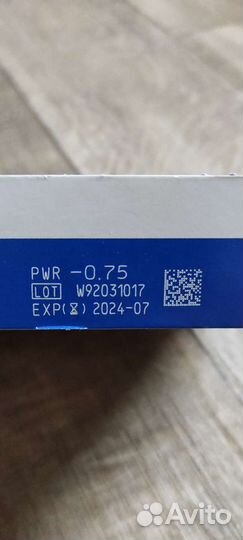 PWR -0.75
LOT W92031017
EXP(⌛) 2024-07
Avito